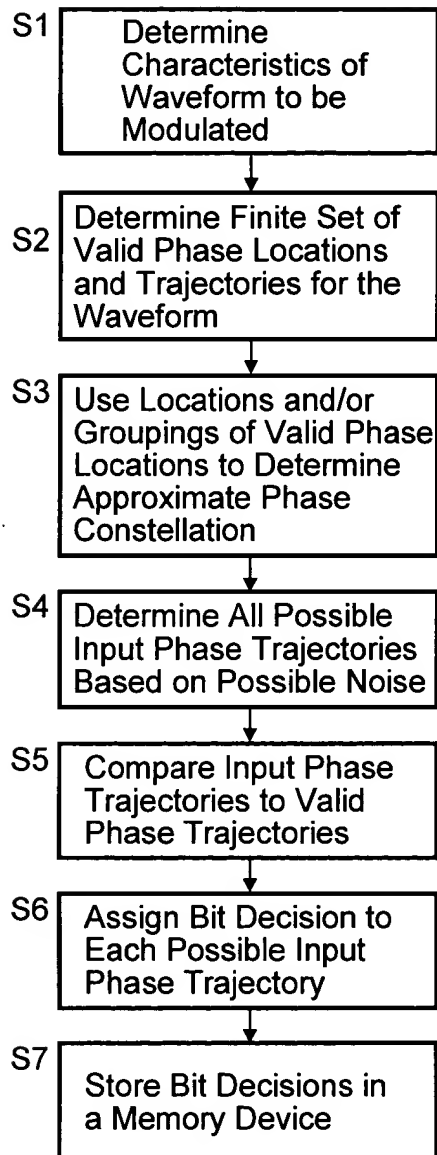 S1
Determine
Characteristics of
Waveform to be
Modulated
S2
Determine Finite Set of
Valid Phase Locations
and Trajectories for the
Waveform
S3
Use Locations and/or
Groupings of Valid Phase
Locations to Determine
Approximate Phase
Constellation
S4
Determine All Possible
Input Phase Trajectories
Based on Possible Noise
S5
Compare Input Phase
Trajectories to Valid
Phase Trajectories
S6
Assign Bit Decision to
Each Possible Input
Phase Trajectory
S7
Store Bit Decisions in
a Memory Device